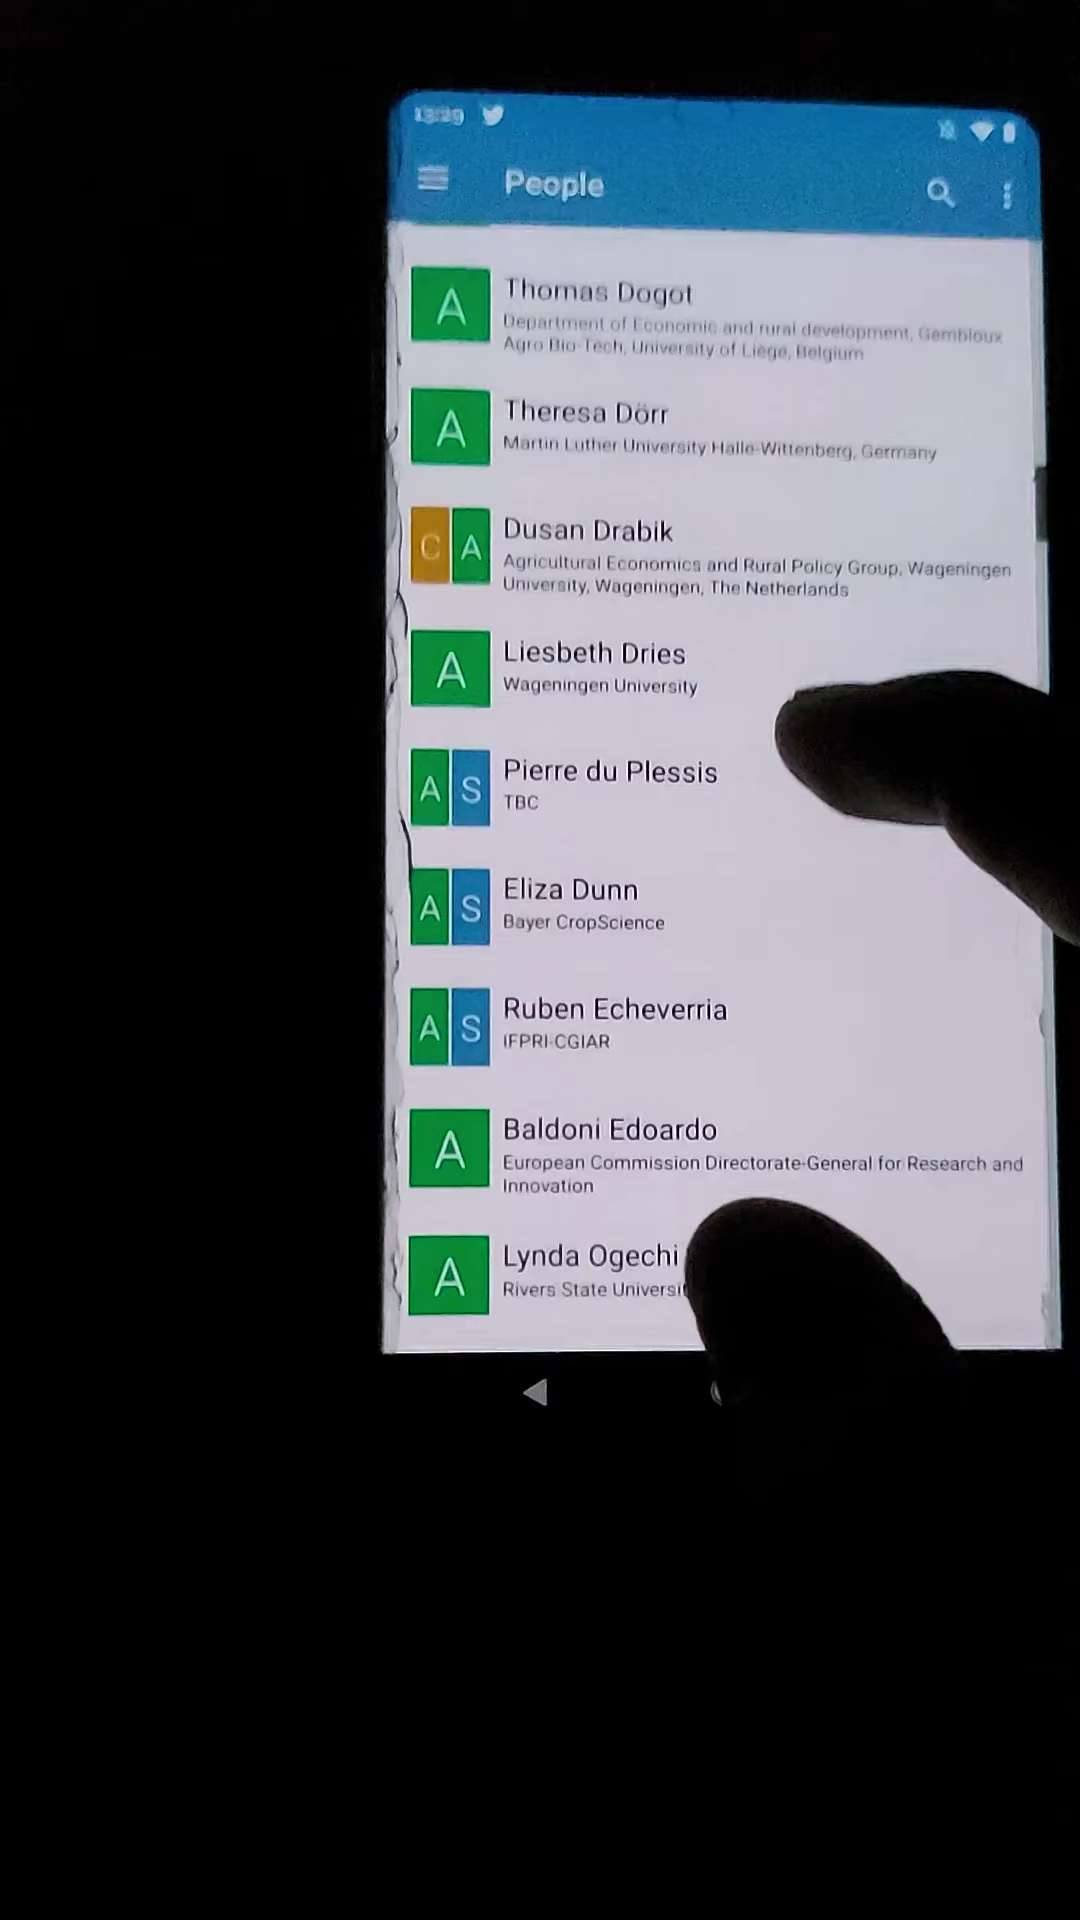 People
A
Thomas Dogot
Department of Economic and rural development, Gembloux
Agro Bio-Tech, University of Liège, Belgium
A
Theresa Dörr
Martin Luther University Halle-Wittenberg, Germany
C A
Dusan Drabik
Agricultural Economics and Rural Policy Group, Wageningen
University, Wageningen, The Netherlands
A
Liesbeth Dries
Wageningen University
A S
Pierre du Plessis
TBC
A S
Eliza Dunn
Bayer CropScience
A S
Ruben Echeverria
IFPRI-CGIAR
A
Baldoni Edoardo
European Commission Directorate-General for Research and
Innovation
A
Lynda Ogechi
Rivers State